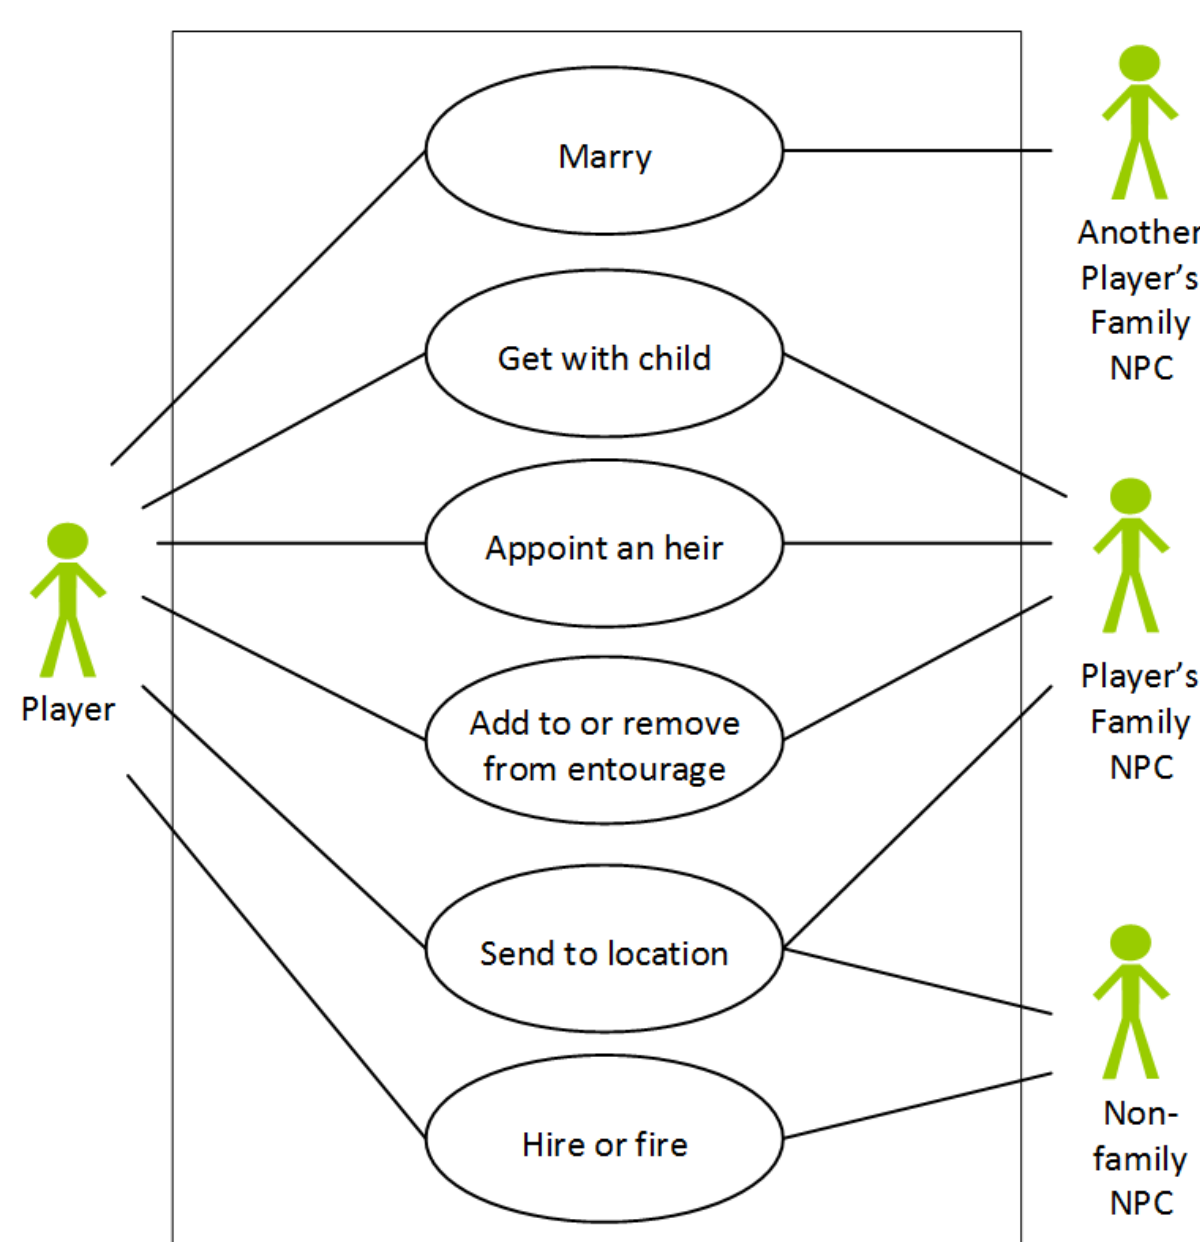 Marry
Another
Player's
Family
NPC
Get with child
Appoint an heir
Player
Player's
Family
NPC
Add to or remove
from entourage
Send to location
Hire or fire
Non-
family
NPC